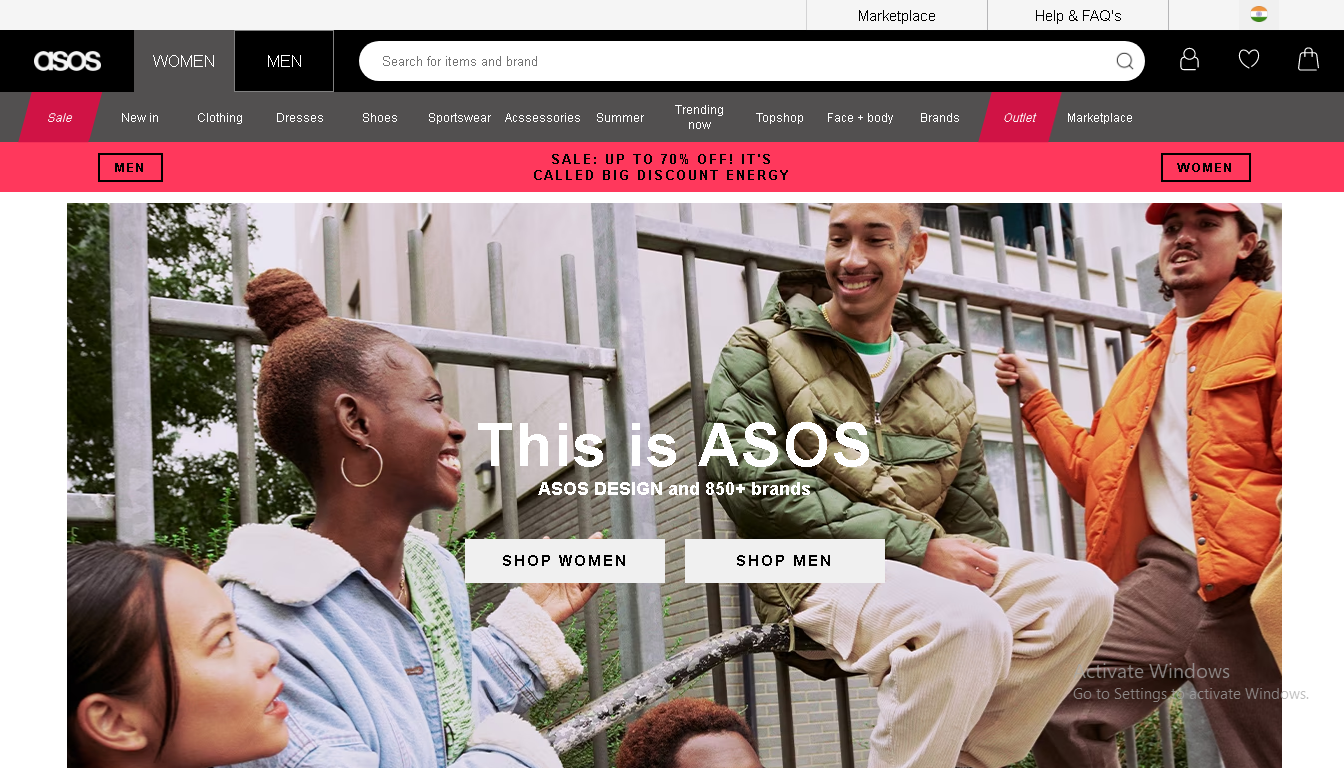 Marketplace
Help & FAQ's
asos
WOMEN
MEN
Search for items and brand
Sale
New in
Clothing
Dresses
Shoes
Sportswear
Acssessories
Summer
Trending
now
Topshop
Face + body
Brands
Outlet
Marketplace
MEN
SALE: UP TO 70% OFF! IT'S
CALLED BIG DISCOUNT ENERGY
WOMEN
This is ASOS
ASOS DESIGN and 850+ brands
SHOP WOMEN
SHOP MEN
Activate Windows
Go to Settings to activate Windows.